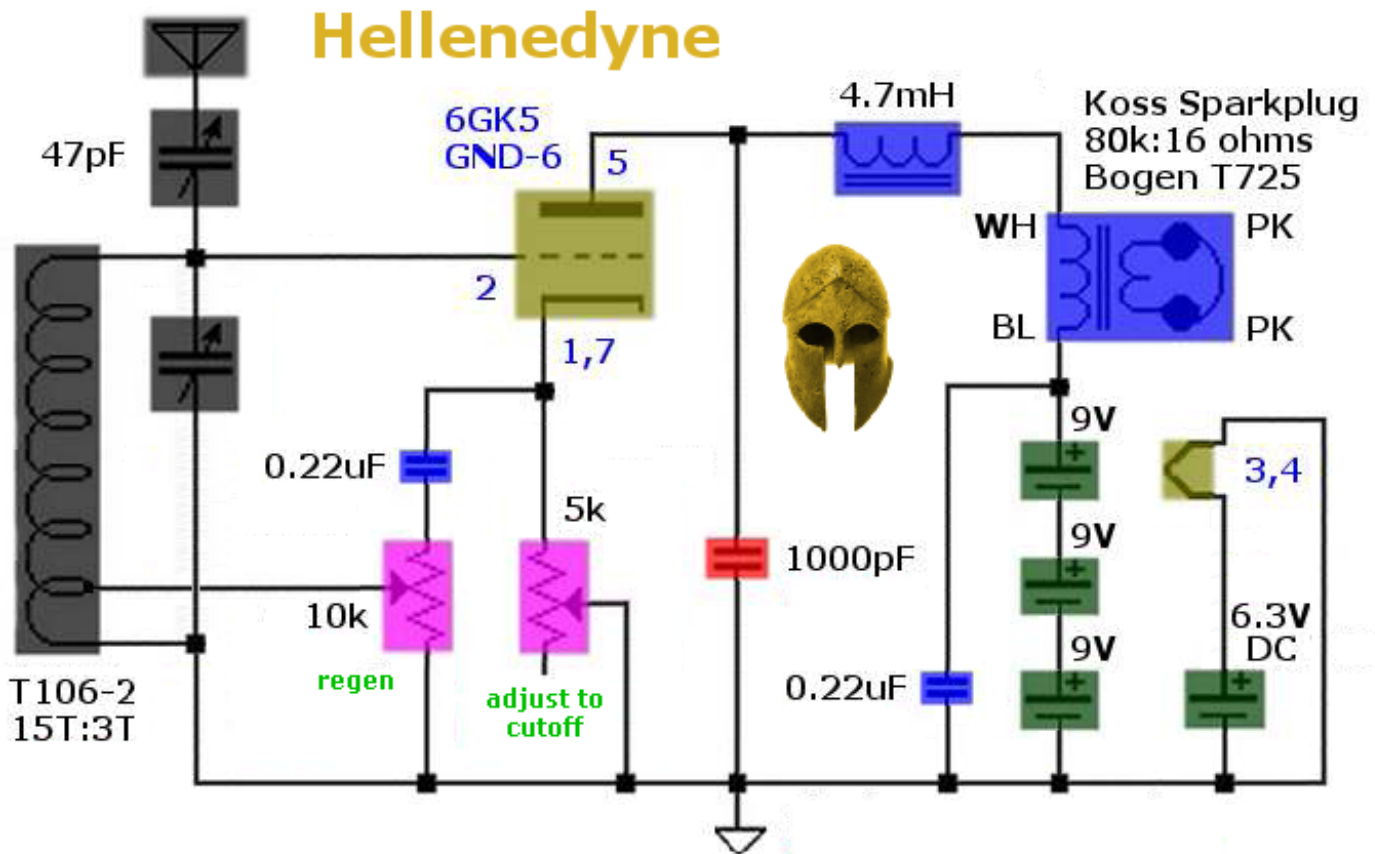 Hellenedyne
47pF
6GK5
GND-6
5
2
1,7
4.7mH
Koss Sparkplug
80k:16 ohms
Bogen T725
WH
PK
BL
PK
0.22uF
5k
10k
regen
adjust to
cutoff
T106-2
15T:3T
1000pF
0.22uF
9V
+
9V
+
9V
+
3,4
6.3V
DC
+